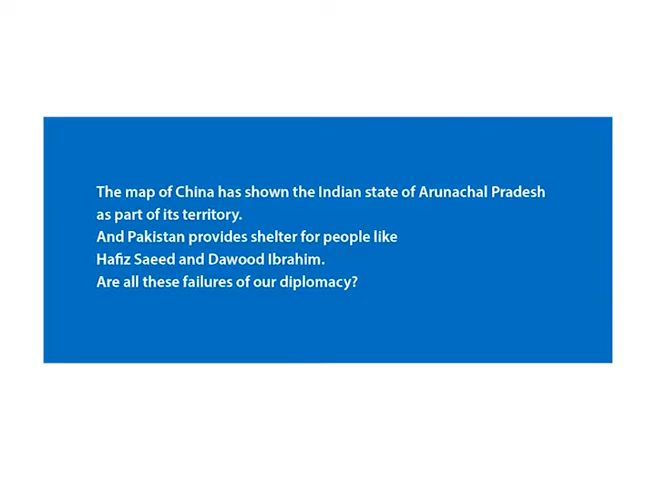 The map of China has shown the Indian state of Arunachal Pradesh
as part of its territory.
And Pakistan provides shelter for people like
Hafiz Saeed and Dawood Ibrahim.
Are all these failures of our diplomacy?